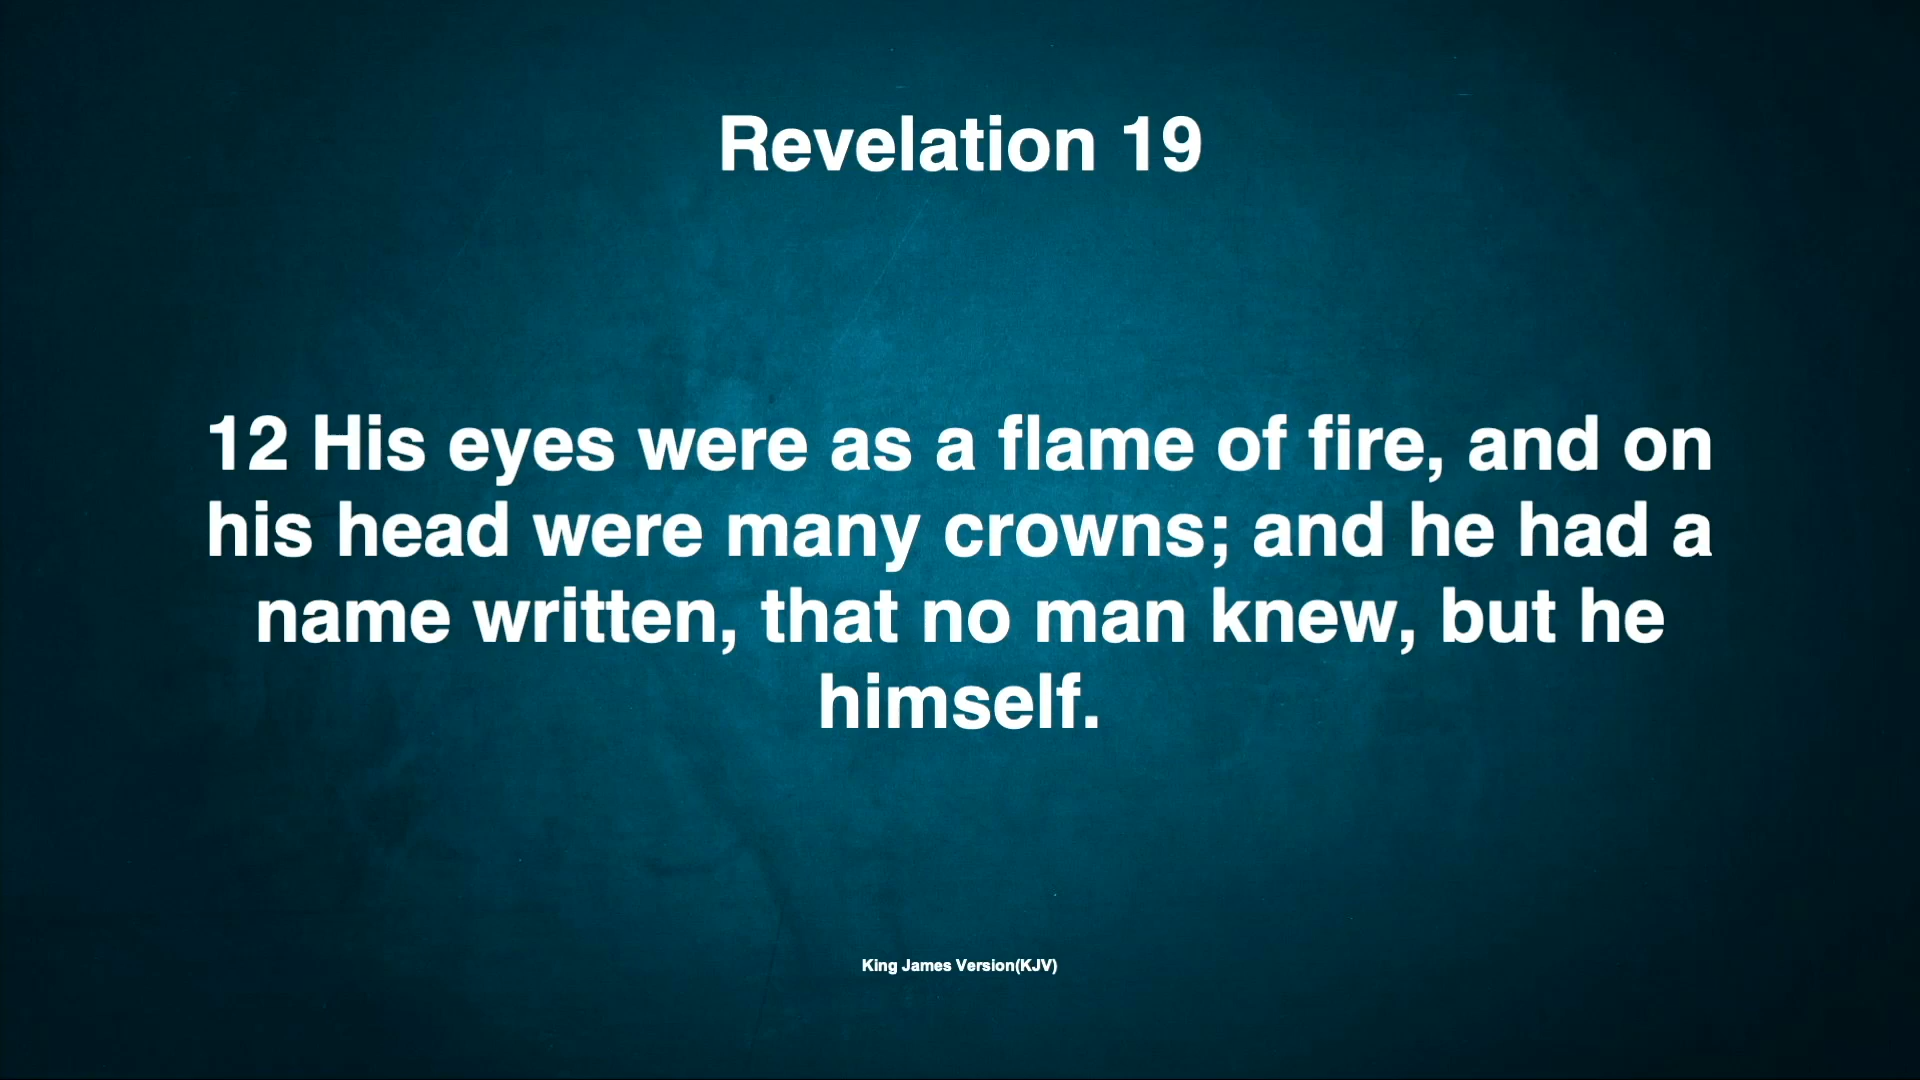 Revelation 19
12 His eyes were as a flame of fire, and on
his head were many crowns; and he had a
name written, that no man knew, but he
himself.
King James Version(KJV)